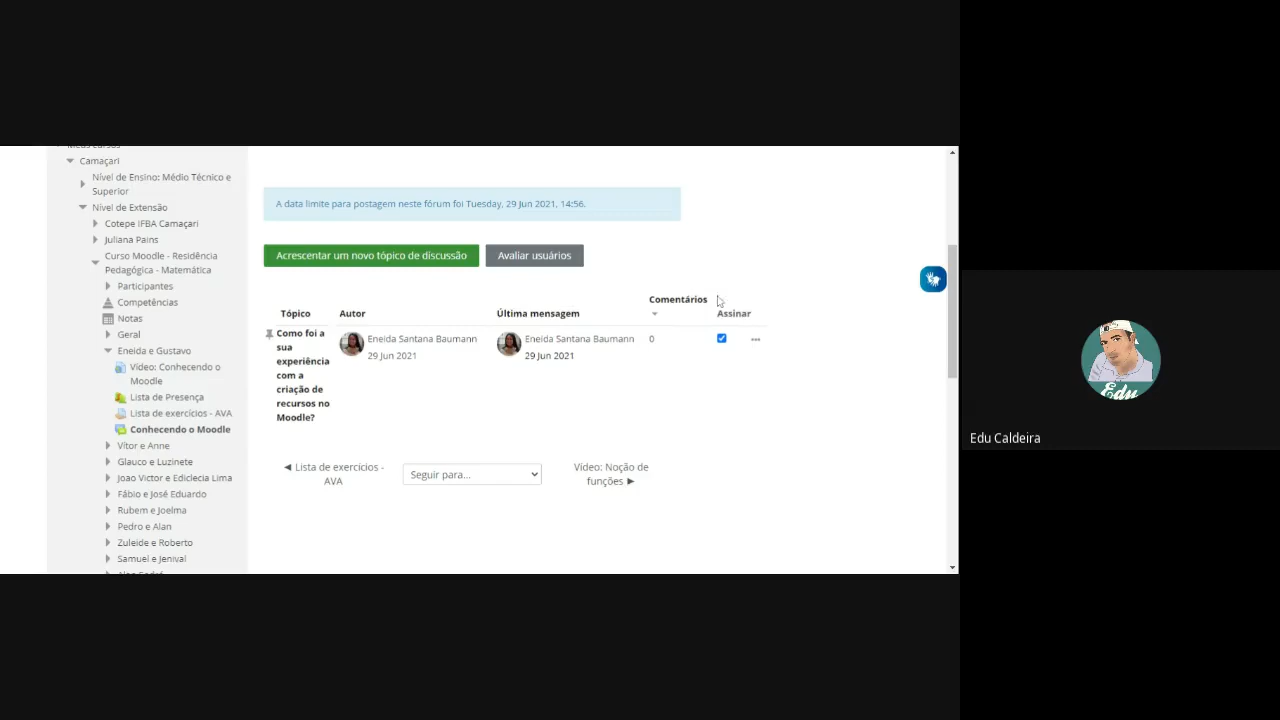 Camaçari
Nível de Ensino: Médio Técnico e
Superior
Nível de Extensão
Cotepe IFBA Camaçari
Juliana Pains
Curso Moodle - Residência
Pedagógica - Matemática
Participantes
Competências
Notas
Geral
Eneida e Gustavo
Vídeo: Conhecendo o
Moodle
Lista de Presença
Lista de exercícios - AVA
Conhecendo o Moodle
Vítor e Anne
Glauco e Luzinete
Joao Victor e Ediclecia Lima
Fábio e José Eduardo
Rubem e Joelma
Pedro e Alan
Zuleide e Roberto
Samuel e Jenival
A data limite para postagem neste fórum foi Tuesday, 29 Jun 2021, 14:56.
Acrescentar um novo tópico de discussão
Avaliar usuários
Tópico
Autor
Última mensagem
Comentários
Assinar
Como foi a
sua
experiência
com a
criação de
recursos no
Moodle?
Eneida Santana Baumann
29 Jun 2021
Eneida Santana Baumann
29 Jun 2021
0
◄ Lista de exercícios -
AVA
Seguir para...
Vídeo: Noção de
funções ►
Edu
Edu Caldeira